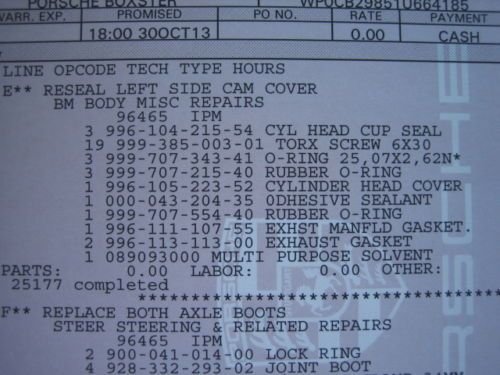 PORSCHE BOXSTER WP0CB29851U664185
WARR. EXP. PROMISED PO NO. RATE PAYMENT
18:00 30OCT13 0.00 CASH
LINE OPCODE TECH TYPE HOURS
E** RESEAL LEFT SIDE CAM COVER
BM BODY MISC REPAIRS
96465 IPM
3 996-104-215-54 CYL HEAD CUP SEAL
19 999-385-003-01 TORX SCREW 6X30
3 999-707-343-41 O-RING 25,07X2,62N*
3 999-707-215-40 RUBBER O-RING
1 996-105-223-52 CYLINDER HEAD COVER
1 000-043-204-35 0DHESIVE SEALANT
1 999-707-554-40 RUBBER O-RING
1 996-111-107-55 EXHST MANFLD GASKET.
2 996-113-113-00 EXHAUST GASKET
1 089093000 MULTI PURPOSE SOLVENT
PARTS: 0.00 LABOR: 0.00 OTHER:
25177 completed
************************************
F** REPLACE BOTH AXLE BOOTS
STEER STEERING & RELATED REPAIRS
96465 IPM
2 900-041-014-00 LOCK RING
4 928-332-293-02 JOINT BOOT
PORSCHE